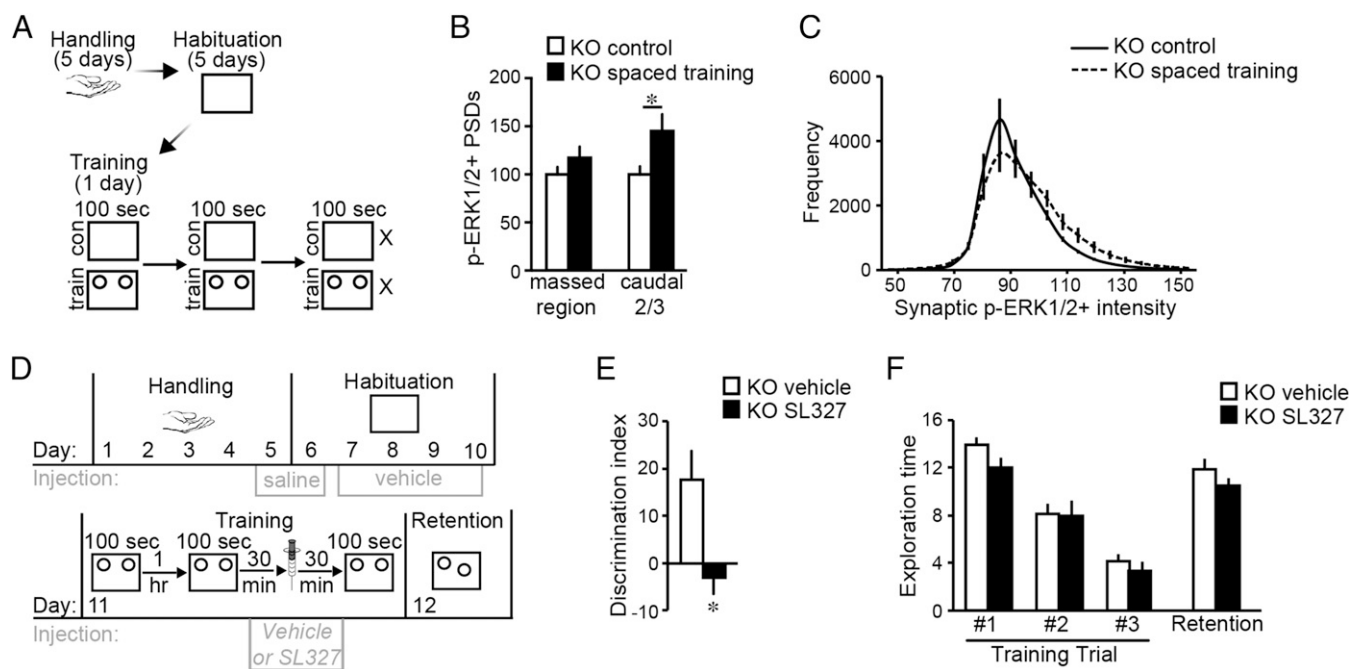 A
Handling
(5 days)
Habituation
(5 days)
Training
(1 day)
100 sec
100 sec
100 sec
con
con
con
X
train
train
train
X
B
KO control
KO spaced training
p-ERK1/2+ PSDs
200
150
100
50
0
*
massed
region
caudal
2/3
C
KO control
KO spaced training
Frequency
6000
4000
2000
0
50 70 90 110 130 150
Synaptic p-ERK1/2+ intensity
D
Handling
Habituation
Day: 1 2 3 4 5 6 7 8 9 10
Injection: saline vehicle
Training
Retention
100 sec
1
hr
100 sec
30
min
30
min
100 sec
Day: 11 12
Injection: Vehicle
or SL327
E
KO vehicle
KO SL327
Discrimination index
30
20
10
0
-10
*
F
KO vehicle
KO SL327
Exploration time
16
12
8
4
0
#1 #2 #3 Retention
Training Trial